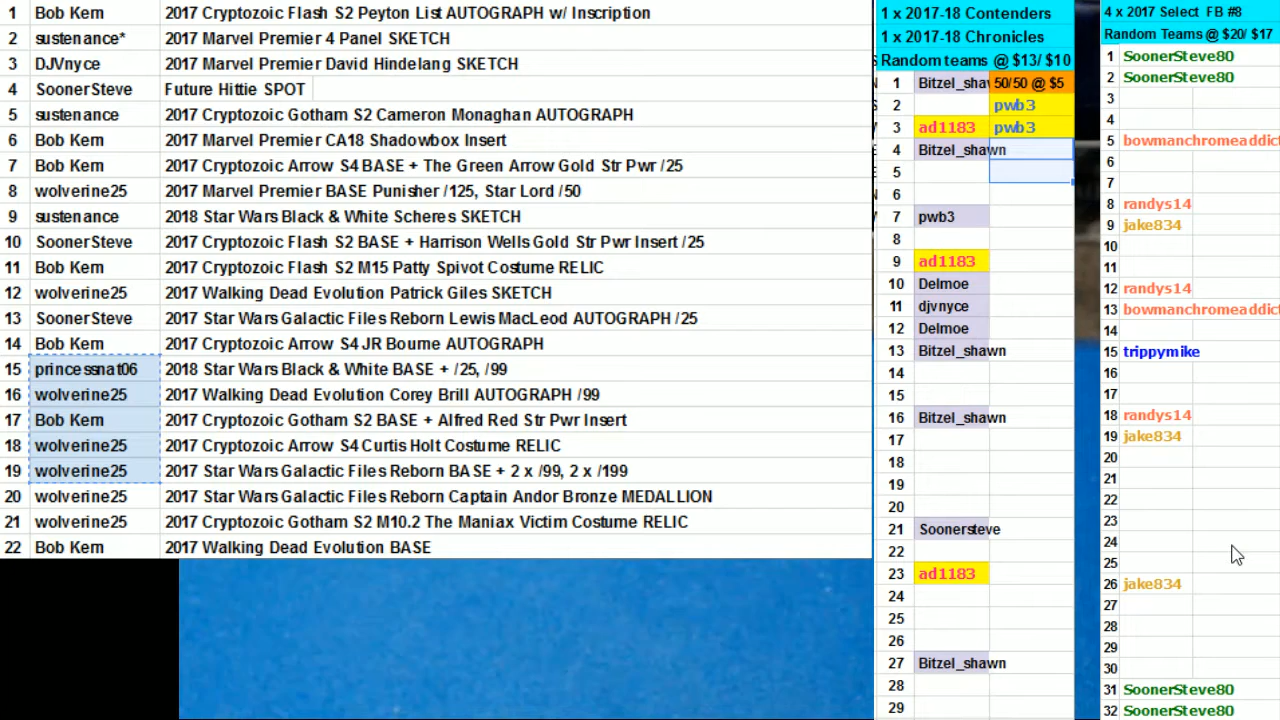 1 Bob Kern 2017 Cryptozoic Flash S2 Peyton List AUTOGRAPH w/ Inscription
2 sustenance* 2017 Marvel Premier 4 Panel SKETCH
3 DJVnyce 2017 Marvel Premier David Hindelang SKETCH
4 SoonerSteve Future Hittie SPOT
5 sustenance 2017 Cryptozoic Gotham S2 Cameron Monaghan AUTOGRAPH
6 Bob Kern 2017 Marvel Premier CA18 Shadowbox Insert
7 Bob Kern 2017 Cryptozoic Arrow S4 BASE + The Green Arrow Gold Str Pwr /25
8 wolverine25 2017 Marvel Premier BASE Punisher /125, Star Lord /50
9 sustenance 2018 Star Wars Black & White Scheres SKETCH
10 SoonerSteve 2017 Cryptozoic Flash S2 BASE + Harrison Wells Gold Str Pwr Insert /25
11 Bob Kern 2017 Cryptozoic Flash S2 M15 Patty Spivot Costume RELIC
12 wolverine25 2017 Walking Dead Evolution Patrick Giles SKETCH
13 SoonerSteve 2017 Star Wars Galactic Files Reborn Lewis MacLeod AUTOGRAPH /25
14 Bob Kern 2017 Cryptozoic Arrow S4 JR Bourne AUTOGRAPH
15 princessnat06 2018 Star Wars Black & White BASE + /25, /99
16 wolverine25 2017 Walking Dead Evolution Corey Brill AUTOGRAPH /99
17 Bob Kern 2017 Cryptozoic Gotham S2 BASE + Alfred Red Str Pwr Insert
18 wolverine25 2017 Cryptozoic Arrow S4 Curtis Holt Costume RELIC
19 wolverine25 2017 Star Wars Galactic Files Reborn BASE + 2 x /99, 2 x /199
20 wolverine25 2017 Star Wars Galactic Files Reborn Captain Andor Bronze MEDALLION
21 wolverine25 2017 Cryptozoic Gotham S2 M10.2 The Maniax Victim Costume RELIC
22 Bob Kern 2017 Walking Dead Evolution BASE
1 x 2017-18 Contenders
1 x 2017-18 Chronicles
Random teams @ $13/ $10
1 Bitzel_shaw 50/50 @ $5
2 pwb3
3 ad1183 pwb3
4 Bitzel_shawn
5
6
7 pwb3
8
9 ad1183
10 Delmoe
11 djvnyce
12 Delmoe
13 Bitzel_shawn
14
15
16 Bitzel_shawn
17
18
19
20
21 Soonersteve
22
23 ad1183
24
25
26
27 Bitzel_shawn
28
29
4 x 2017 Select FB #8
Random Teams @ $20/ $17
1 SoonerSteve80
2 SoonerSteve80
3
4
5 bowmanchromeaddict
6
7
8 randys14
9 jake834
10
11
12 randys14
13 bowmanchromeaddict
14
15 trippymike
16
17
18 randys14
19 jake834
20
21
22
23
24
25
26 jake834
27
28
29
30
31 SoonerSteve80
32 SoonerSteve80